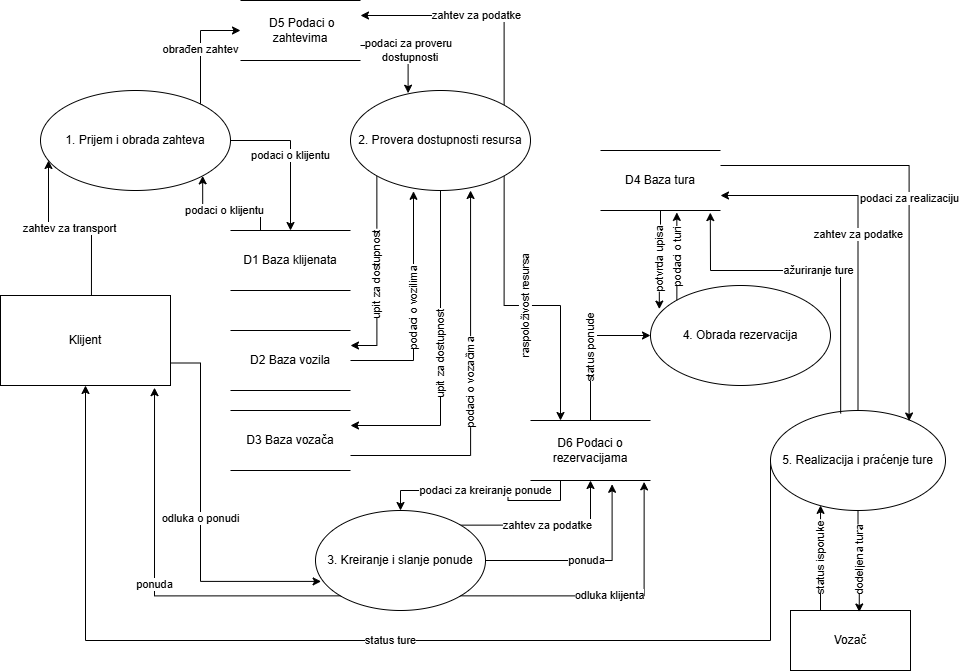 D5 Podaci o
zahtevima
zahtev za podatke
obrađen zahtev
podaci za proveru
dostupnosti
1. Prijem i obrada zahteva
2. Provera dostupnosti resursa
podaci o klijentu
podaci o klijentu
zahtev za transport
D4 Baza tura
podaci za realizaciju
zahtev za podatke
potvrda upisa
podaci o turi
ažuriranje ture
D1 Baza klijenata
upit za dostupnost
podaci o vozilima
upit za dostupnost
podaci o vozačima
raspoloživost resursa
Klijent
D2 Baza vozila
status ponude
4. Obrada rezervacija
D3 Baza vozača
D6 Podaci o
rezervacijama
5. Realizacija i praćenje ture
podaci za kreiranje ponude
odluka o ponudi
zahtev za podatke
3. Kreiranje i slanje ponude
ponuda
ponuda
odluka klijenta
status isporuke
dodeljena tura
status ture
Vozač